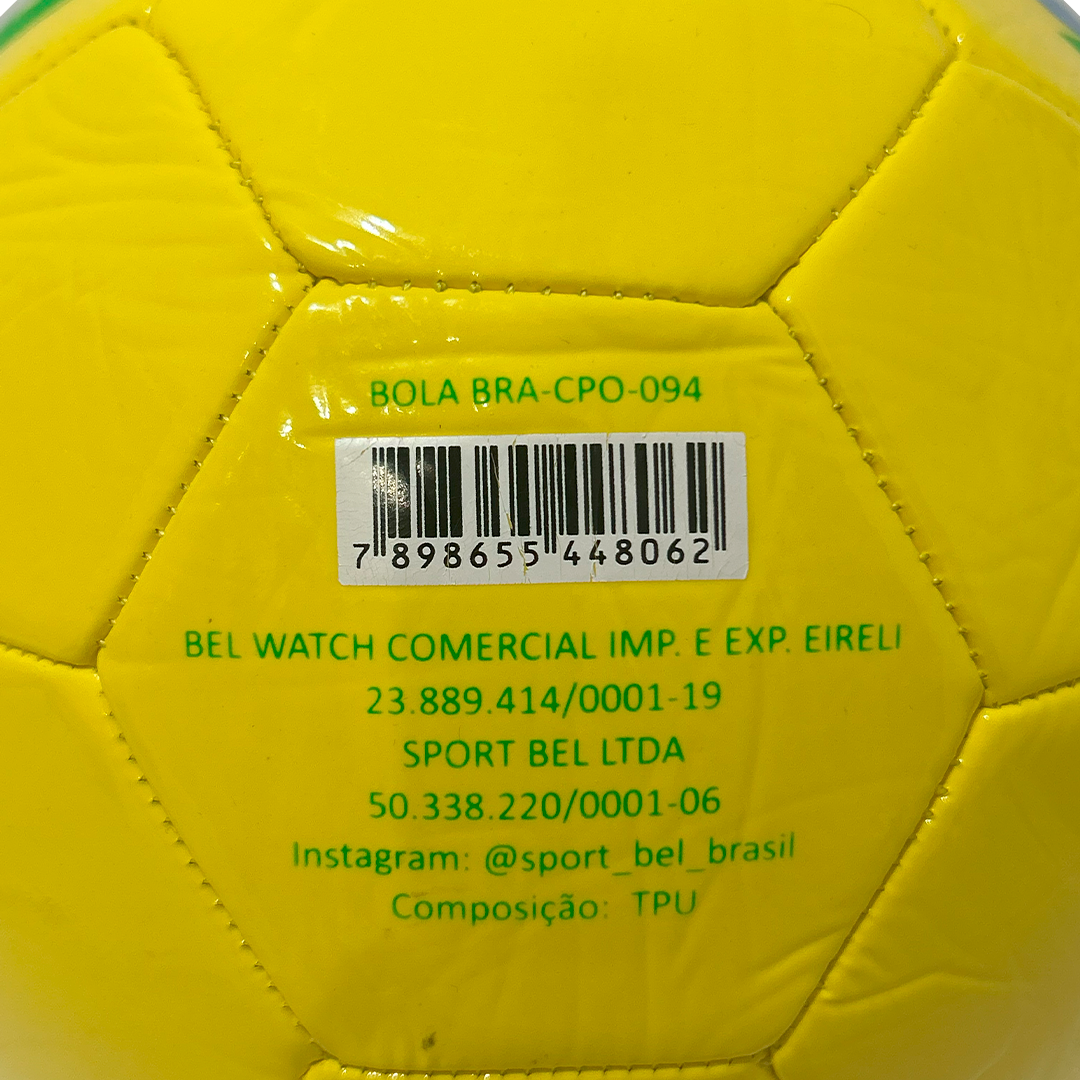 BOLA BRA-CPO-094
7 898655 448062
BEL WATCH COMERCIAL IMP. E EXP. EIRELI
23.889.414/0001-19
SPORT BEL LTDA
50.338.220/0001-06
Instagram: @sport_bel_brasil
Composição: TPU